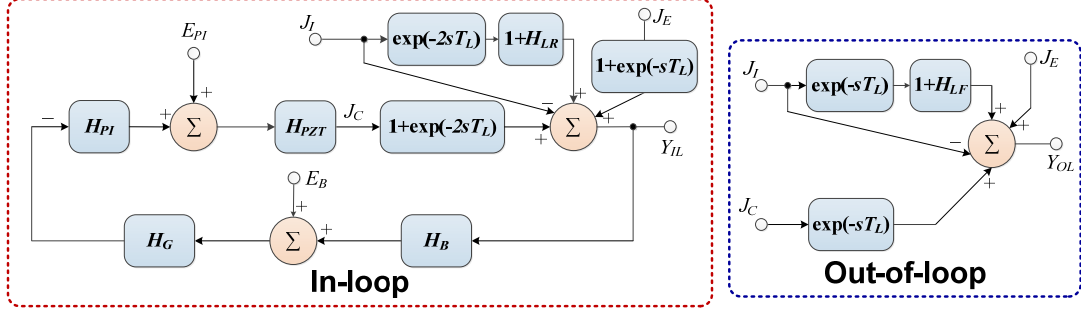 J_I
exp(-2sT_L)
1+H_LR
J_E
1+exp(-sT_L)
E_PI
+
−
H_PI
+
Σ
H_PZT
J_C
1+exp(-2sT_L)
−
+
+
+
Σ
Y_IL
E_B
+
H_G
Σ
+
H_B
In-loop
J_I
exp(-sT_L)
1+H_LF
J_E
+
+
−
Σ
Y_OL
+
J_C
exp(-sT_L)
Out-of-loop